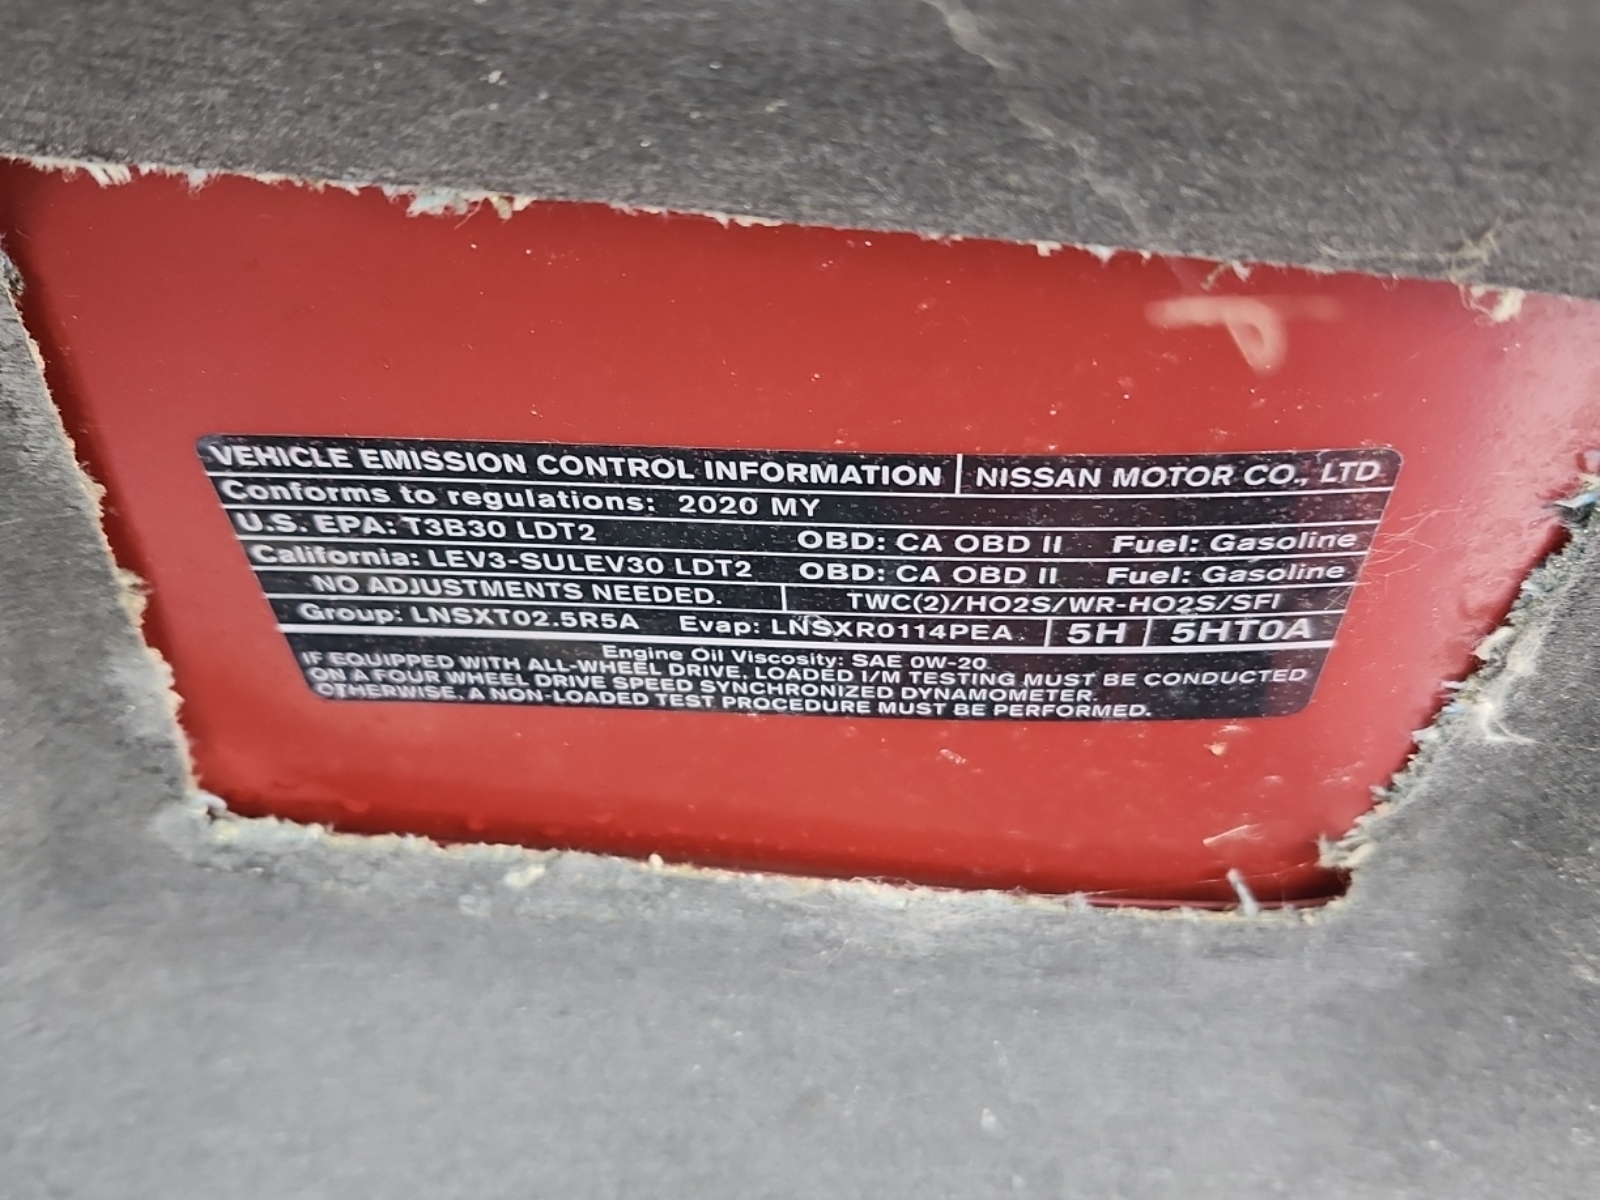 VEHICLE EMISSION CONTROL INFORMATION | NISSAN MOTOR CO., LTD
Conforms to regulations: 2020 MY
U.S. EPA: T3B30 LDT2 OBD: CA OBD II Fuel: Gasoline
California: LEV3-SULEV30 LDT2 OBD: CA OBD II Fuel: Gasoline
NO ADJUSTMENTS NEEDED. | TWC(2)/HO2S/WR-HO2S/SFI
Group: LNSXT02.5R5A Evap: LNSXR0114PEA | 5H | 5HT0A
Engine Oil Viscosity: SAE 0W-20
IF EQUIPPED WITH ALL-WHEEL DRIVE, LOADED I/M TESTING MUST BE CONDUCTED
ON A FOUR WHEEL DRIVE SPEED SYNCHRONIZED DYNAMOMETER.
OTHERWISE, A NON-LOADED TEST PROCEDURE MUST BE PERFORMED.